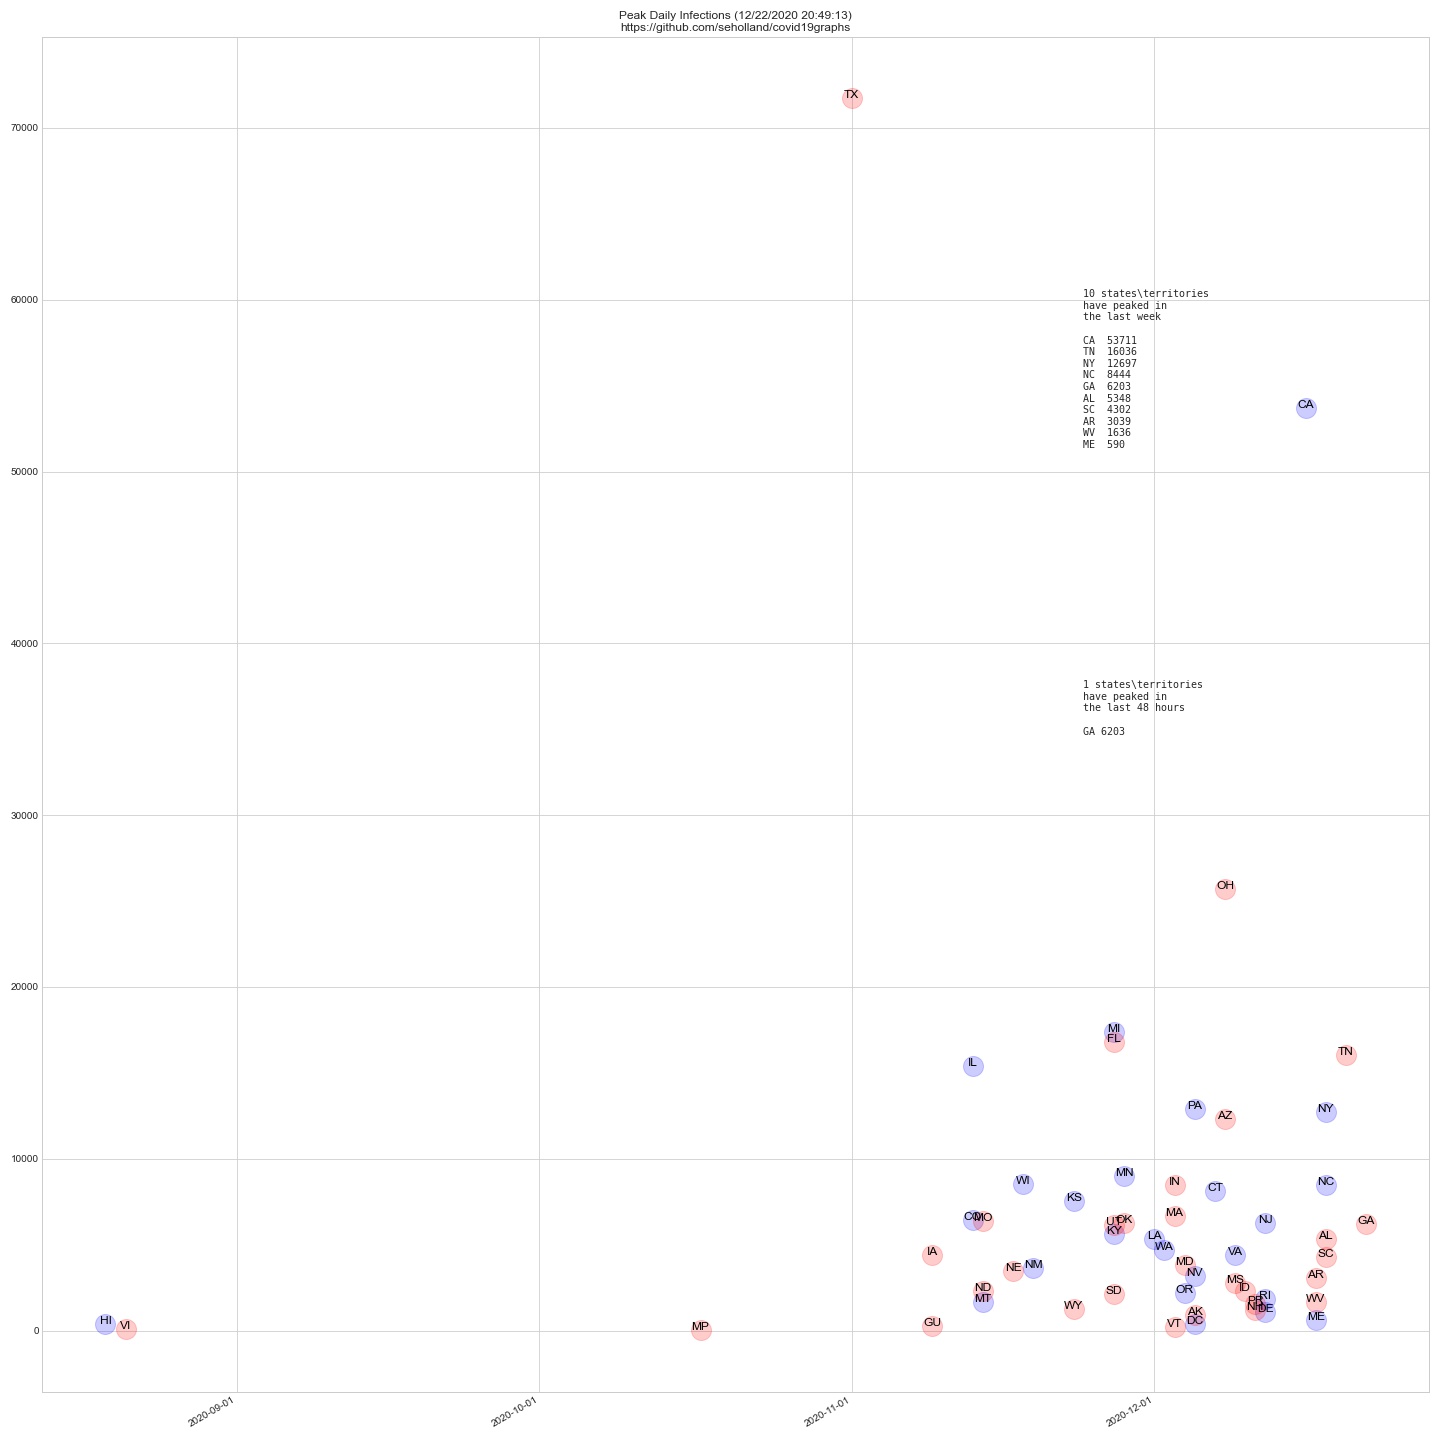 Peak Daily Infections (12/22/2020 20:49:13)
https://github.com/seholland/covid19graphs
TX
70000
60000
10 states\territories
have peaked in
the last week
CA 53711
TN 16036
NY 12697
NC 8444
GA 6203
AL 5348
SC 4302
AR 3039
WV 1636
ME 590
CA
50000
40000
1 states\territories
have peaked in
the last 48 hours
GA 6203
30000
OH
20000
MI
FL
TN
IL
PA
NY
AZ
10000
MN
WI
IN
NC
CT
KS
MA
CO
MO
UT
OK
NJ
GA
KY
LA
AL
WA
IA
VA
SC
MD
NE
NM
NV
AR
MS
ND
SD
OR
ID
MT
RI
PR
WV
WY
NH
DE
AK
ME
HI
VI
MP
GU
VT
DC
0
2020-09-01
2020-10-01
2020-11-01
2020-12-01